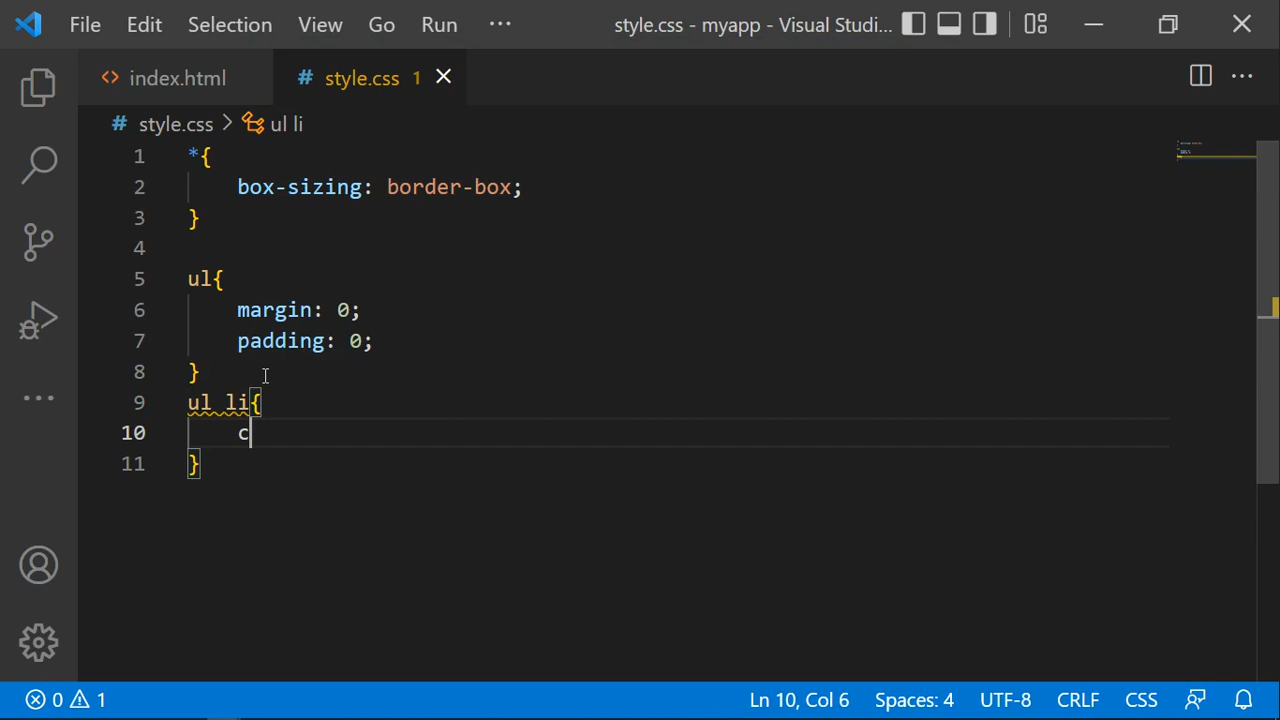 File Edit Selection View Go Run ··· style.css - myapp - Visual Studi...
index.html # style.css 1
# style.css > ul li
1 *{
2 box-sizing: border-box;
3 }
4
5 ul{
6 margin: 0;
7 padding: 0;
8 }
9 ul li{
10 c
11 }
0 1 Ln 10, Col 6 Spaces: 4 UTF-8 CRLF CSS